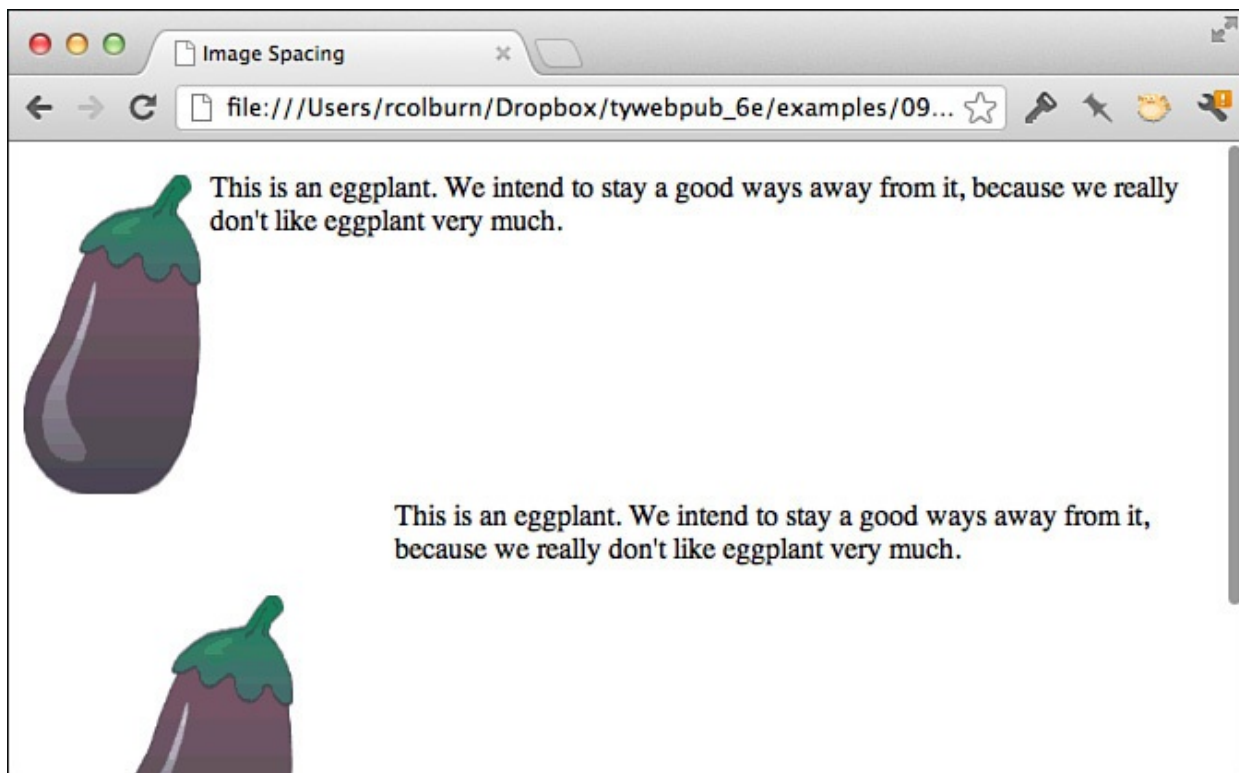 Image Spacing
file:///Users/rcolburn/Dropbox/tywebpub_6e/examples/09...
This is an eggplant. We intend to stay a good ways away from it, because we really
don't like eggplant very much.
This is an eggplant. We intend to stay a good ways away from it,
because we really don't like eggplant very much.